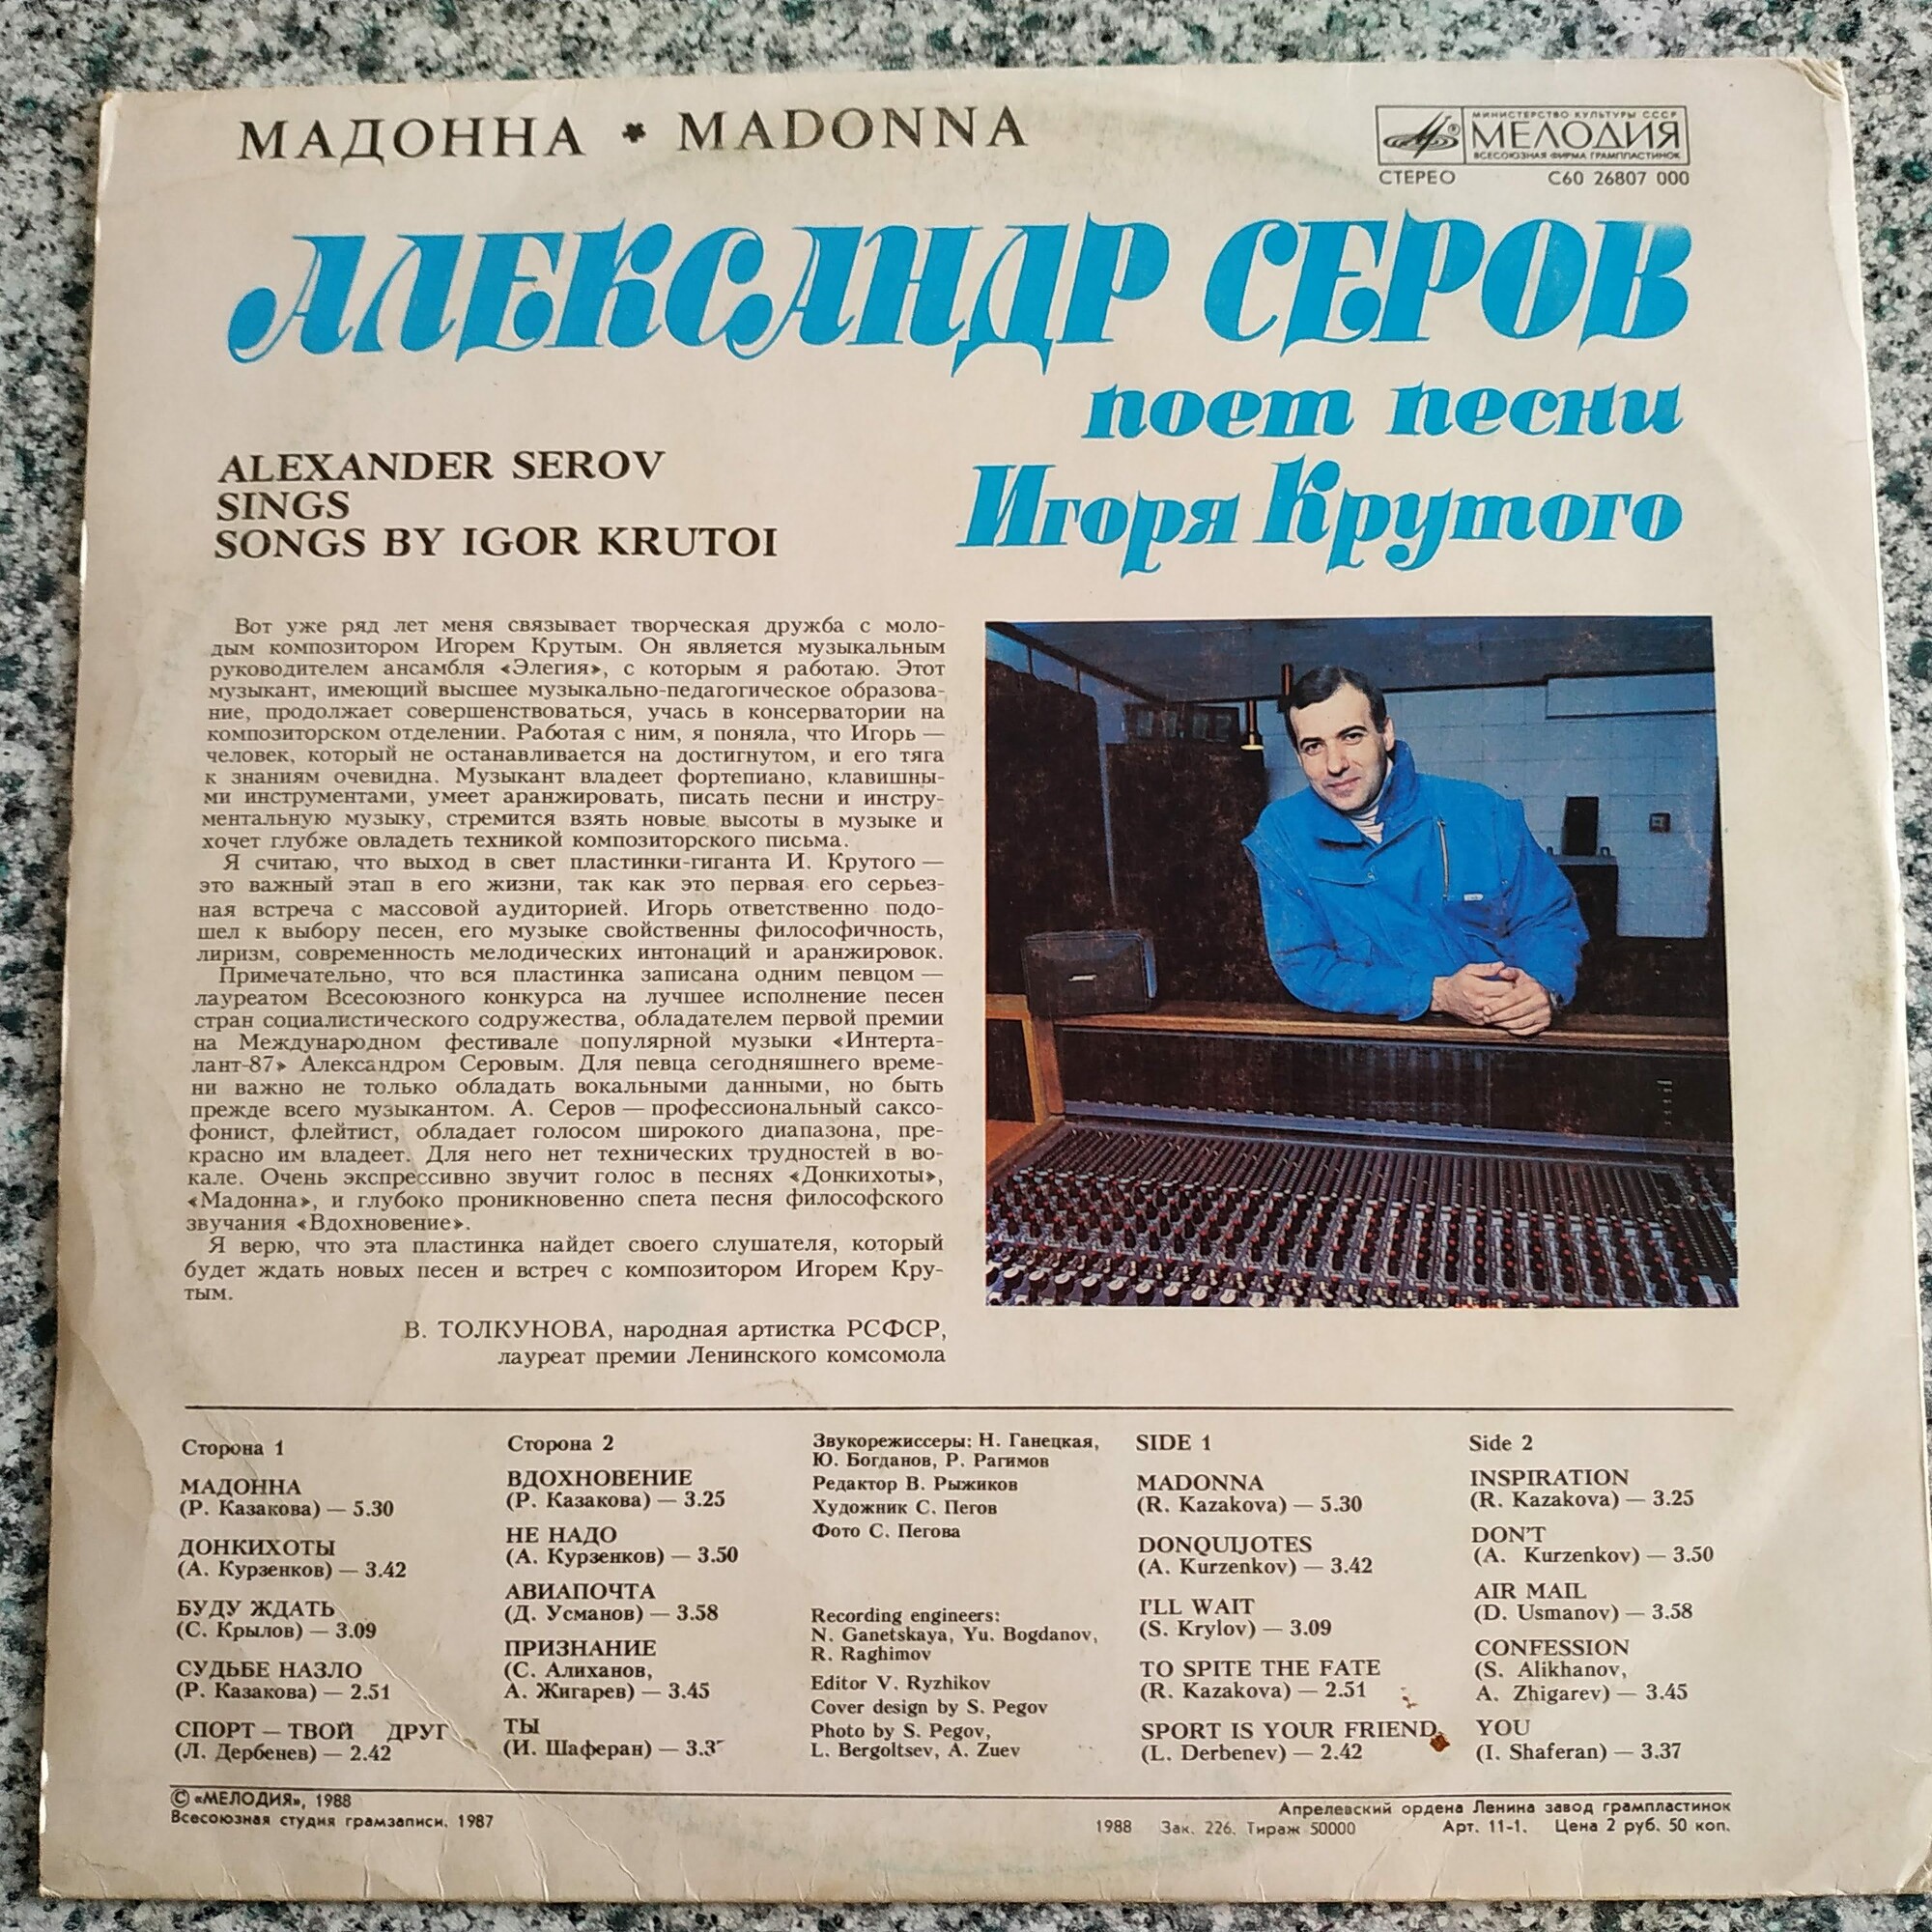 МАДОННА * MADONNA
МИНИСТЕРСТВО КУЛЬТУРЫ СССР
МЕЛОДИЯ
ВСЕСОЮЗНАЯ ФИРМА ГРАМПЛАСТИНОК
СТЕРЕО С60 26807 000
АЛЕКСАНДР СЕРОВ
поет песни
Игоря Крутого
ALEXANDER SEROV
SINGS
SONGS BY IGOR KRUTOI
Вот уже ряд лет меня связывает творческая дружба с моло-
дым композитором Игорем Крутым. Он является музыкальным
руководителем ансамбля «Элегия», с которым я работаю. Этот
музыкант, имеющий высшее музыкально-педагогическое образова-
ние, продолжает совершенствоваться, учась в консерватории на
композиторском отделении. Работая с ним, я поняла, что Игорь —
человек, который не останавливается на достигнутом, и его тяга
к знаниям очевидна. Музыкант владеет фортепиано, клавишны-
ми инструментами, умеет аранжировать, писать песни и инстру-
ментальную музыку, стремится взять новые высоты в музыке и
хочет глубже овладеть техникой композиторского письма.
Я считаю, что выход в свет пластинки-гиганта И. Крутого —
это важный этап в его жизни, так как это первая его серьез-
ная встреча с массовой аудиторией. Игорь ответственно подо-
шел к выбору песен, его музыке свойственны философичность,
лиризм, современность мелодических интонаций и аранжировок.
Примечательно, что вся пластинка записана одним певцом —
лауреатом Всесоюзного конкурса на лучшее исполнение песен
стран социалистического содружества, обладателем первой премии
на Международном фестивале популярной музыки «Интерта-
лант-87» Александром Серовым. Для певца сегодняшнего време-
ни важно не только обладать вокальными данными, но быть
прежде всего музыкантом. А. Серов — профессиональный саксо-
фонист, флейтист, обладает голосом широкого диапазона, пре-
красно им владеет. Для него нет технических трудностей в во-
кале. Очень экспрессивно звучит голос в песнях «Донкихоты»,
«Мадонна», и глубоко проникновенно спета песня философского
звучания «Вдохновение».
Я верю, что эта пластинка найдет своего слушателя, который
будет ждать новых песен и встреч с композитором Игорем Кру-
тым.
В. ТОЛКУНОВА, народная артистка РСФСР,
лауреат премии Ленинского комсомола
Сторона 1
МАДОННА
(Р. Казакова) — 5.30
ДОНКИХОТЫ
(А. Курзенков) — 3.42
БУДУ ЖДАТЬ
(С. Крылов) — 3.09
СУДЬБЕ НАЗЛО
(Р. Казакова) — 2.51
СПОРТ — ТВОЙ ДРУГ
(Л. Дербенев) — 2.42
Сторона 2
ВДОХНОВЕНИЕ
(Р. Казакова) — 3.25
НЕ НАДО
(А. Курзенков) — 3.50
АВИАПОЧТА
(Д. Усманов) — 3.58
ПРИЗНАНИЕ
(С. Алиханов,
А. Жигарев) — 3.45
ТЫ
(И. Шаферан) —
Звукорежиссеры: Н. Ганецкая,
Ю. Богданов, Р. Рагимов
Редактор В. Рыжиков
Художник С. Пегов
Фото С. Пегова
Recording engineers:
N. Ganetskaya, Yu. Bogdanov,
R. Raghimov
Editor V. Ryzhikov
Cover design by S. Pegov
Photo by S. Pegov,
L. Bergoltsev, A. Zuev
SIDE 1
MADONNA
(R. Kazakova) — 5.30
DONQUIJOTES
(A. Kurzenkov) — 3.42
I'LL WAIT
(S. Krylov) — 3.09
TO SPITE THE FATE
(R. Kazakova) — 2.51
SPORT IS YOUR FRIEND
(L. Derbenev) — 2.42
Side 2
INSPIRATION
(R. Kazakova) — 3.25
DON'T
(A. Kurzenkov) — 3.50
AIR MAIL
(D. Usmanov) — 3.58
CONFESSION
(S. Alikhanov,
A. Zhigarev) — 3.45
YOU
(I. Shaferan) — 3.37
© «МЕЛОДИЯ», 1988
Всесоюзная студия грамзаписи. 1987
Апрелевский ордена Ленина завод грампластинок
1988 Зак. 226. Тираж 50000 Арт. 11-1. Цена 2 руб. 50 коп.